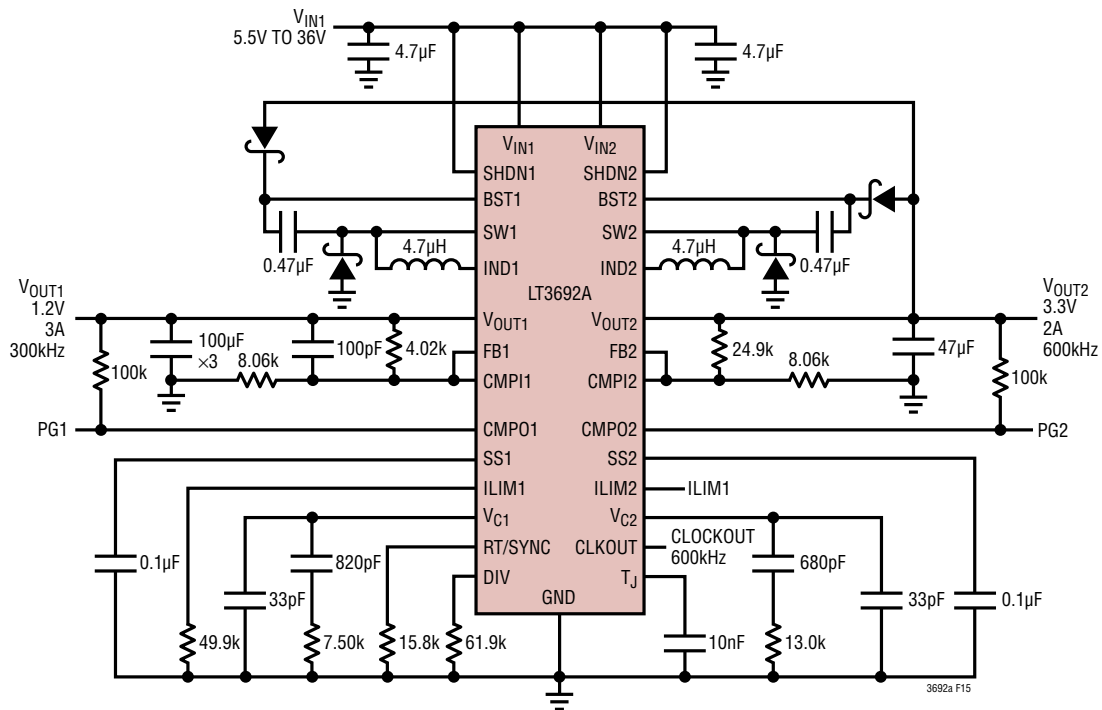 VIN1
5.5V TO 36V
4.7µF
4.7µF
VIN1
VIN2
SHDN1
SHDN2
BST1
BST2
SW1
SW2
0.47µF
4.7µH
4.7µH
0.47µF
IND1
IND2
LT3692A
VOUT1
1.2V
3A
300kHz
VOUT2
3.3V
2A
600kHz
VOUT1
VOUT2
100k
100µF
×3
8.06k
100pF
4.02k
FB1
FB2
24.9k
8.06k
47µF
100k
CMPI1
CMPI2
PG1
CMPO1
CMPO2
PG2
SS1
SS2
ILIM1
ILIM2
ILIM1
VC1
VC2
RT/SYNC
CLKOUT
CLOCKOUT
600kHz
DIV
TJ
GND
0.1µF
33pF
820pF
680pF
33pF
0.1µF
49.9k
7.50k
15.8k
61.9k
10nF
13.0k
3692a F15